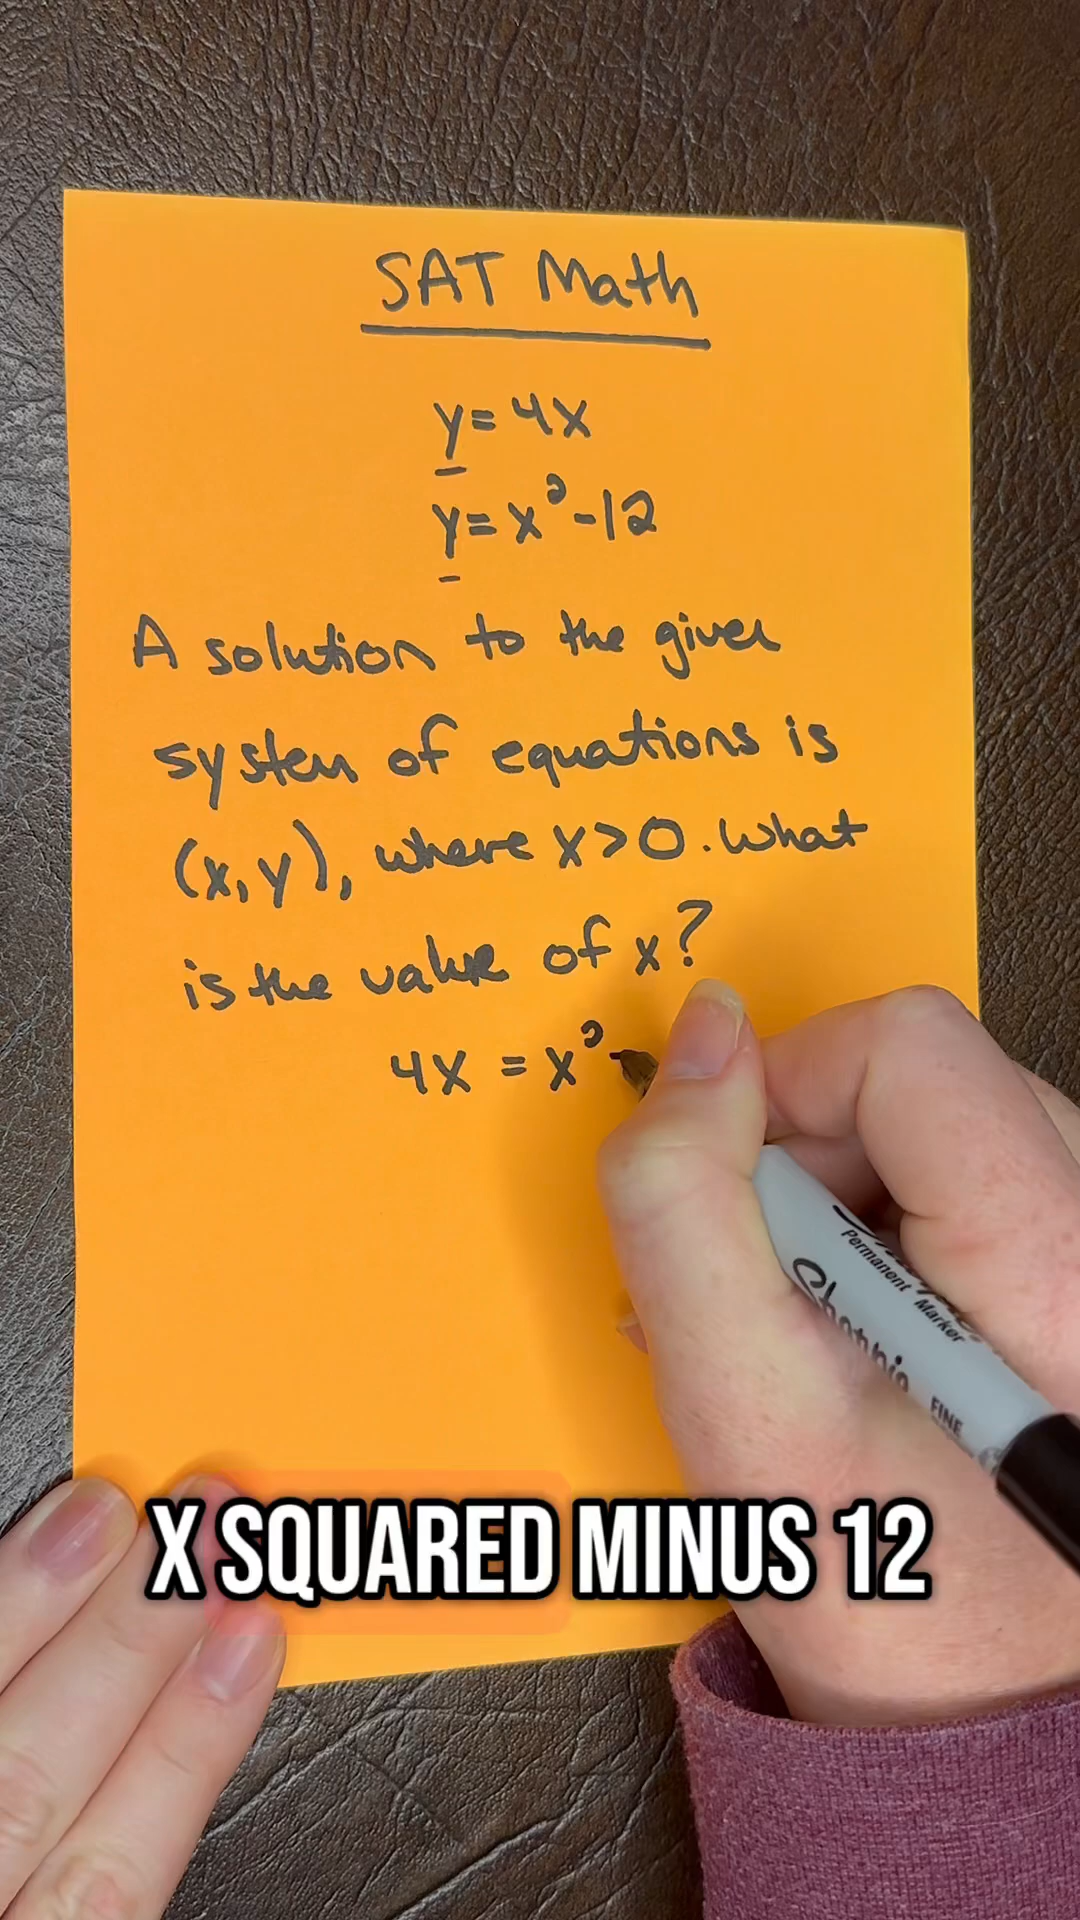 SAT Math
y = 4x
y = x² - 12
A solution to the given
system of equations is
(x, y), where x > 0. What
is the value of x?
4x = x² -
Permanent Marker
Sharpie
FINE
X SQUARED MINUS 12